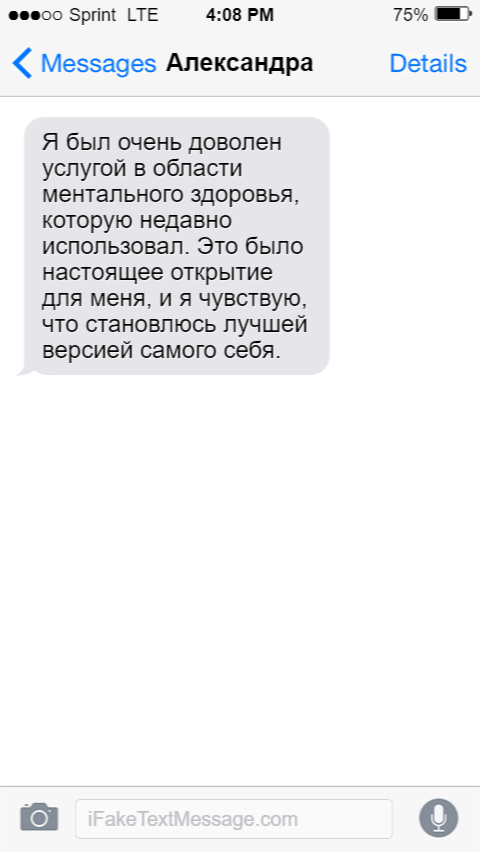 Sprint LTE 4:08 PM 75%
Messages Александра Details
Я был очень доволен
услугой в области
ментального здоровья,
которую недавно
использовал. Это было
настоящее открытие
для меня, и я чувствую,
что становлюсь лучшей
версией самого себя.
iFakeTextMessage.com